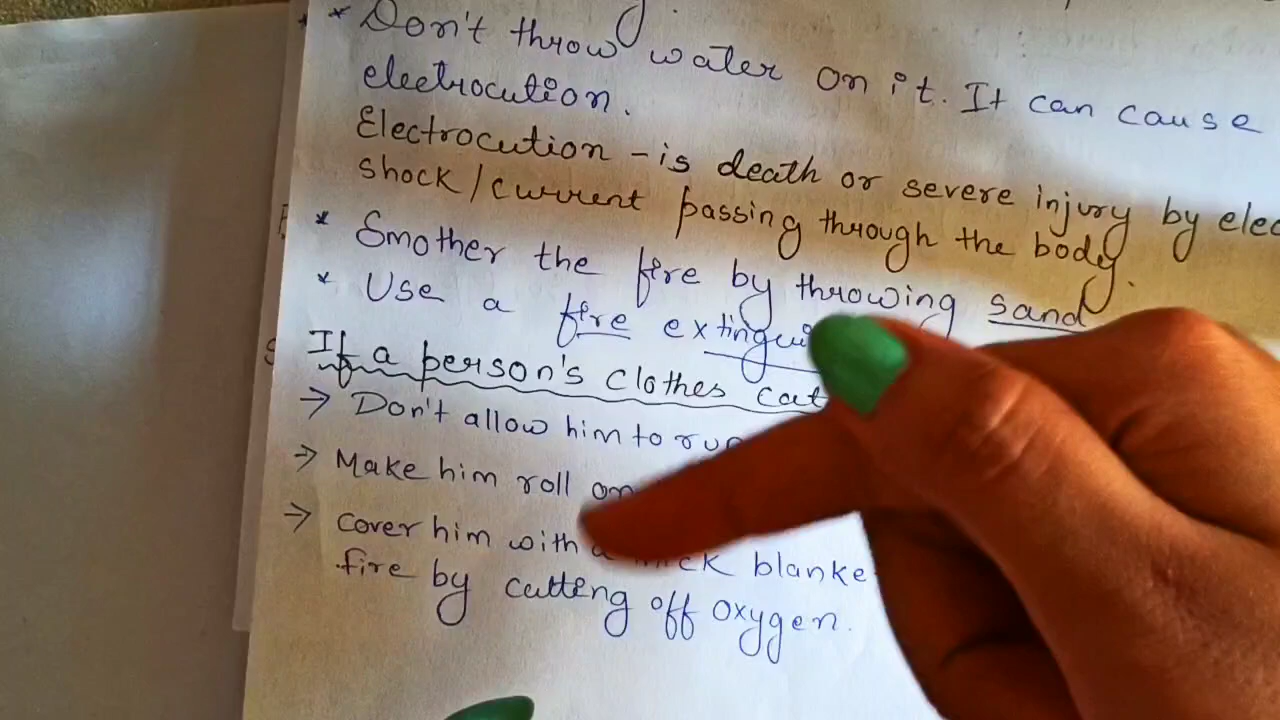 * Don't throw water on it. It can cause
electrocution.
Electrocution - is death or severe injury by elec
shock/current passing through the body.
* Smother the fire by throwing sand
* Use a fire extingui
If a person's clothes cat
→ Don't allow him to run
→ Make him roll on
→ Cover him with a blanke
fire by cutting off oxygen.